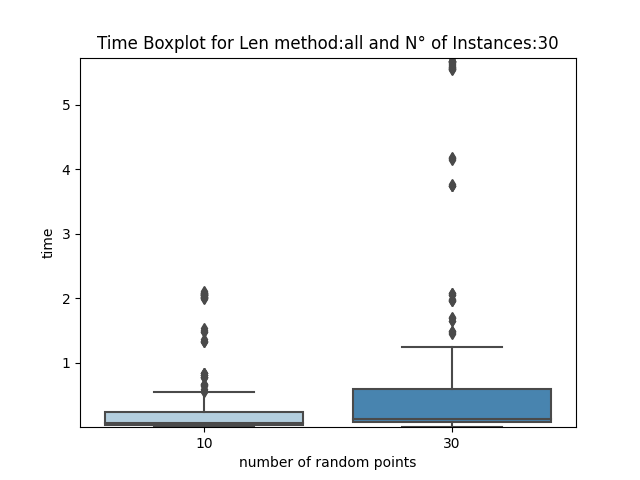 Time Boxplot for Len method:all and N° of Instances:30
5
4
3
2
1
time
10 30
number of random points